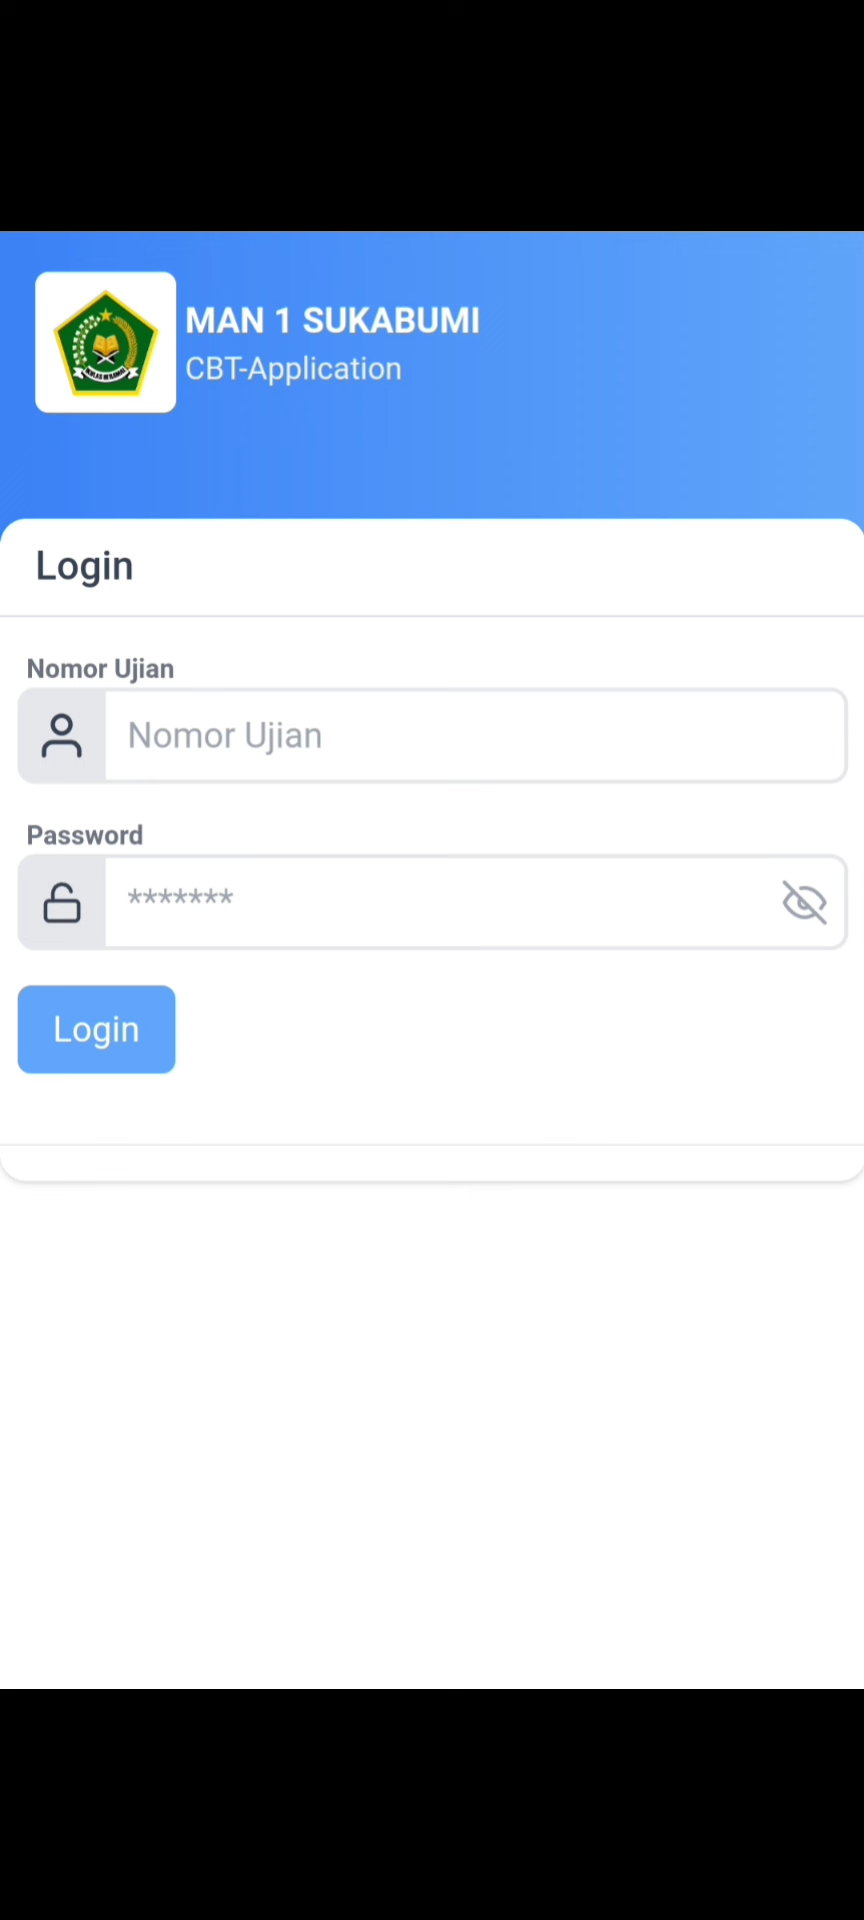 MAN 1 SUKABUMI
CBT-Application
Login
Nomor Ujian
Nomor Ujian
Password
*******
Login